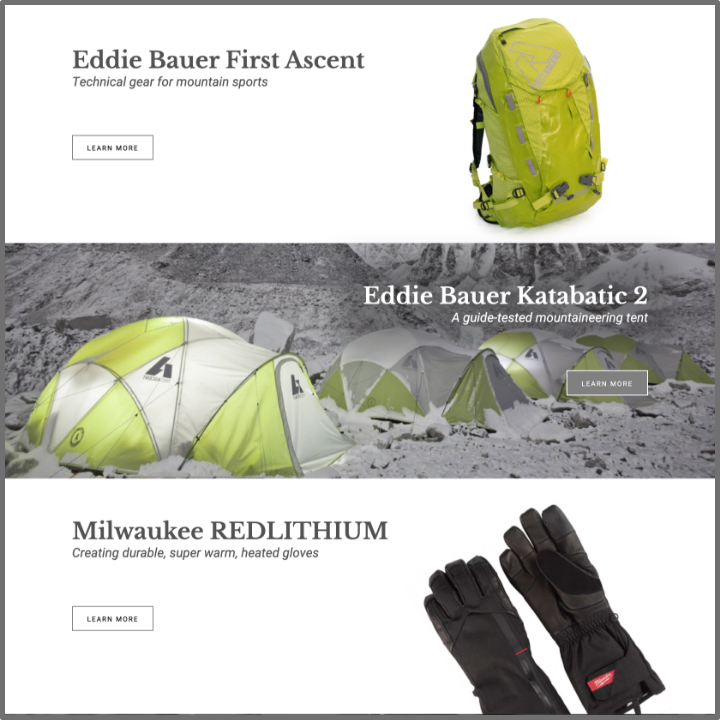 Eddie Bauer First Ascent
Technical gear for mountain sports
LEARN MORE
Eddie Bauer Katabatic 2
A guide-tested mountaineering tent
LEARN MORE
Milwaukee REDLITHIUM
Creating durable, super warm, heated gloves
LEARN MORE
Milwaukee